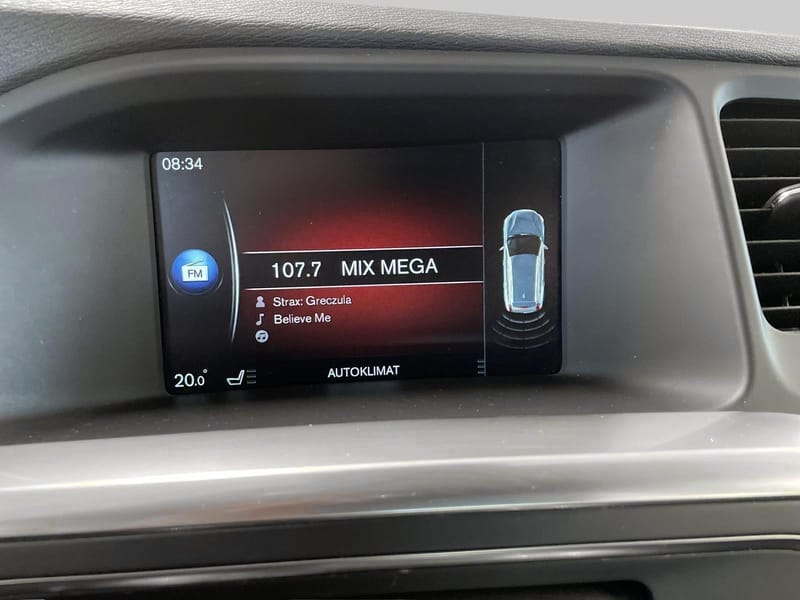 08:34
FM
107.7 MIX MEGA
Strax: Greczula
Believe Me
20.0° AUTOKLIMAT